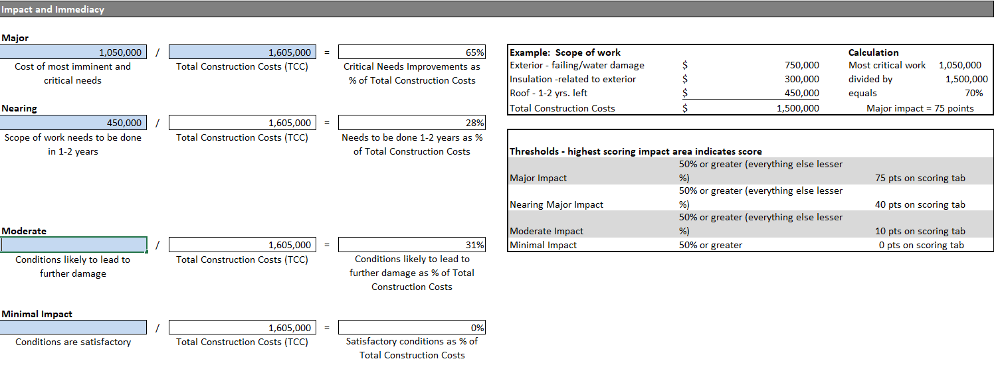 Impact and Immediacy
Major
1,050,000 / 1,605,000 = 65%
Cost of most imminent and Total Construction Costs (TCC) Critical Needs Improvements as
critical needs % of Total Construction Costs
Nearing
450,000 / 1,605,000 = 28%
Scope of work needs to be done Total Construction Costs (TCC) Needs to be done 1-2 years as %
in 1-2 years of Total Construction Costs
Moderate
/ 1,605,000 = 31%
Conditions likely to lead to Total Construction Costs (TCC) Conditions likely to lead to
further damage further damage as % of Total
Construction Costs
Minimal Impact
/ 1,605,000 = 0%
Conditions are satisfactory Total Construction Costs (TCC) Satisfactory conditions as % of
Total Construction Costs
Example: Scope of work Calculation
Exterior - failing/water damage $ 750,000 Most critical work 1,050,000
Insulation -related to exterior $ 300,000 divided by 1,500,000
Roof - 1-2 yrs. left $ 450,000 equals 70%
Total Construction Costs $ 1,500,000 Major impact = 75 points
Thresholds - highest scoring impact area indicates score
50% or greater (everything else lesser
Major Impact %) 75 pts on scoring tab
50% or greater (everything else lesser
Nearing Major Impact %) 40 pts on scoring tab
50% or greater (everything else lesser
Moderate Impact %) 10 pts on scoring tab
Minimal Impact 50% or greater 0 pts on scoring tab